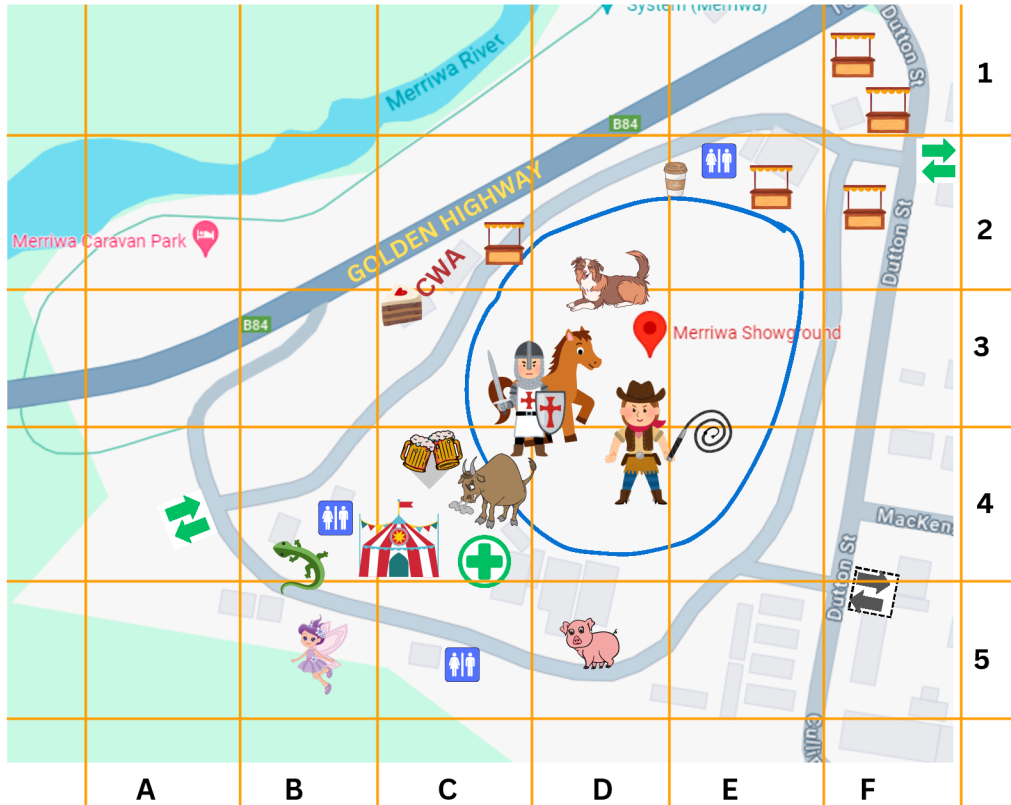 System (Merriwa)
Dutton St
1
Merriwa River
B84
GOLDEN HIGHWAY
Merriwa Caravan Park
CWA
Dutton St
2
B84
Merriwa Showground
3
MacKen
4
Dutton St
5
A
B
C
D
E
F